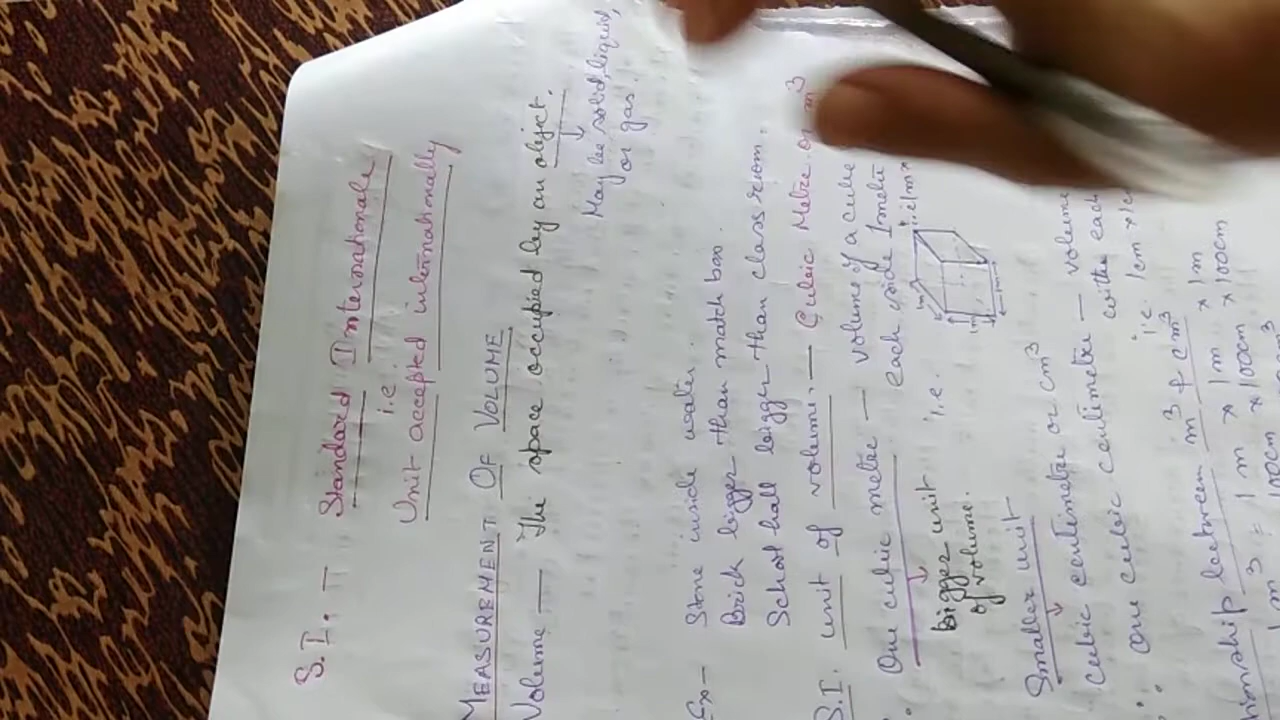 S.I. - Standard Internationale
i.e.
Unit accepted internationally
MEASUREMENT OF VOLUME
Volume — The space occupied by an object.
May be solid, liquid,
or gas.
Ex - Stone inside water.
Brick bigger than match box.
School hall bigger than class room.
S.I. unit of volume. — Cubic Metre or m³
One cubic metre — volume of a cube
each side 1 metre
bigger unit i.e.
of volume.
1m
1m
Smaller unit
cubic centimetre or cm³
one cubic centimetre — volume
with each
i.e. 1cm x 1c
between m³ & cm³
1 m³ = 1 m x 1m x 1m
100cm x 100cm x 100cm